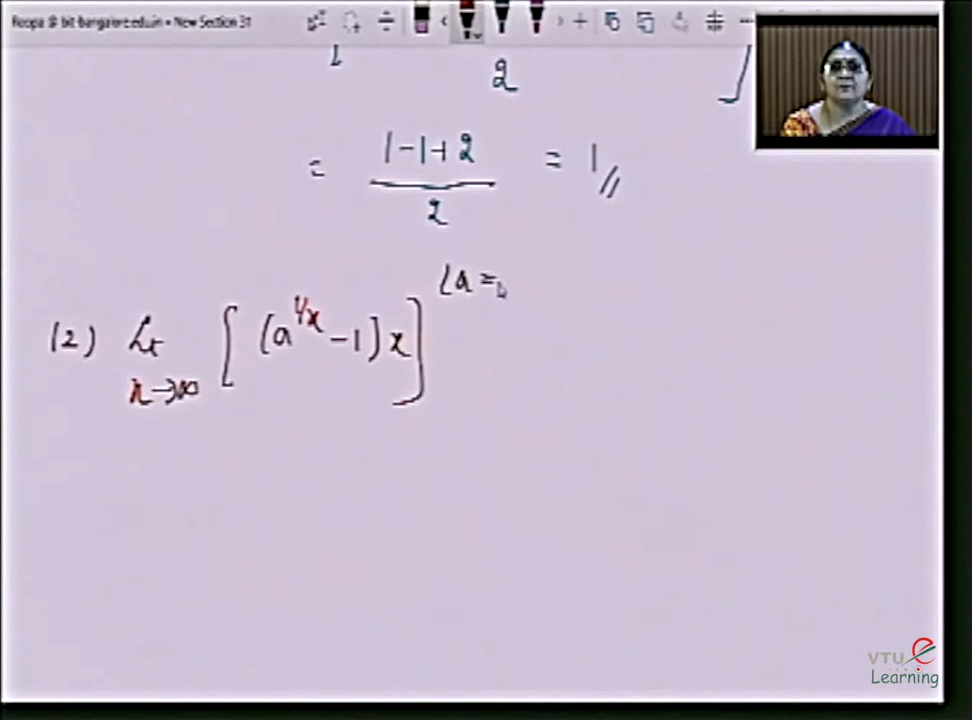 Roopa @ bit-bangalore.edu.in • New Section 31
2
= 1-1+2 / 2 = 1 //
(2) Lt x→∞ [(a^1/x - 1) x] (a =
VTU e
Learning